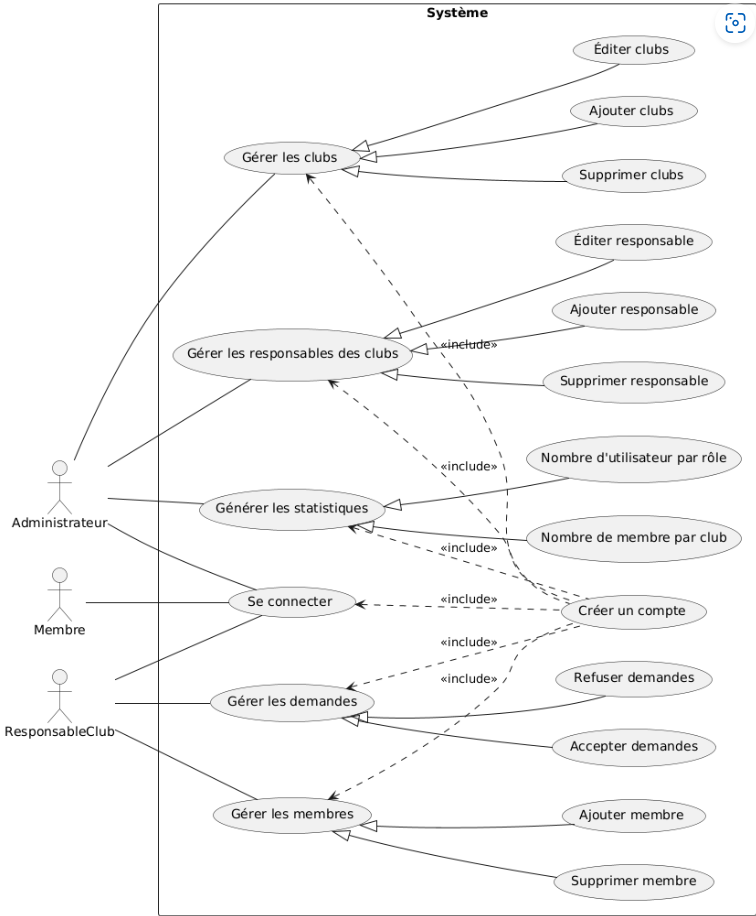 Système
Éditer clubs
Ajouter clubs
Gérer les clubs
Supprimer clubs
Éditer responsable
Ajouter responsable
«include»
Gérer les responsables des clubs
Supprimer responsable
Nombre d'utilisateur par rôle
«include»
Générer les statistiques
Administrateur
Nombre de membre par club
«include»
Se connecter
«include»
Créer un compte
Membre
«include»
Refuser demandes
«include»
Gérer les demandes
ResponsableClub
Accepter demandes
Gérer les membres
Ajouter membre
Supprimer membre